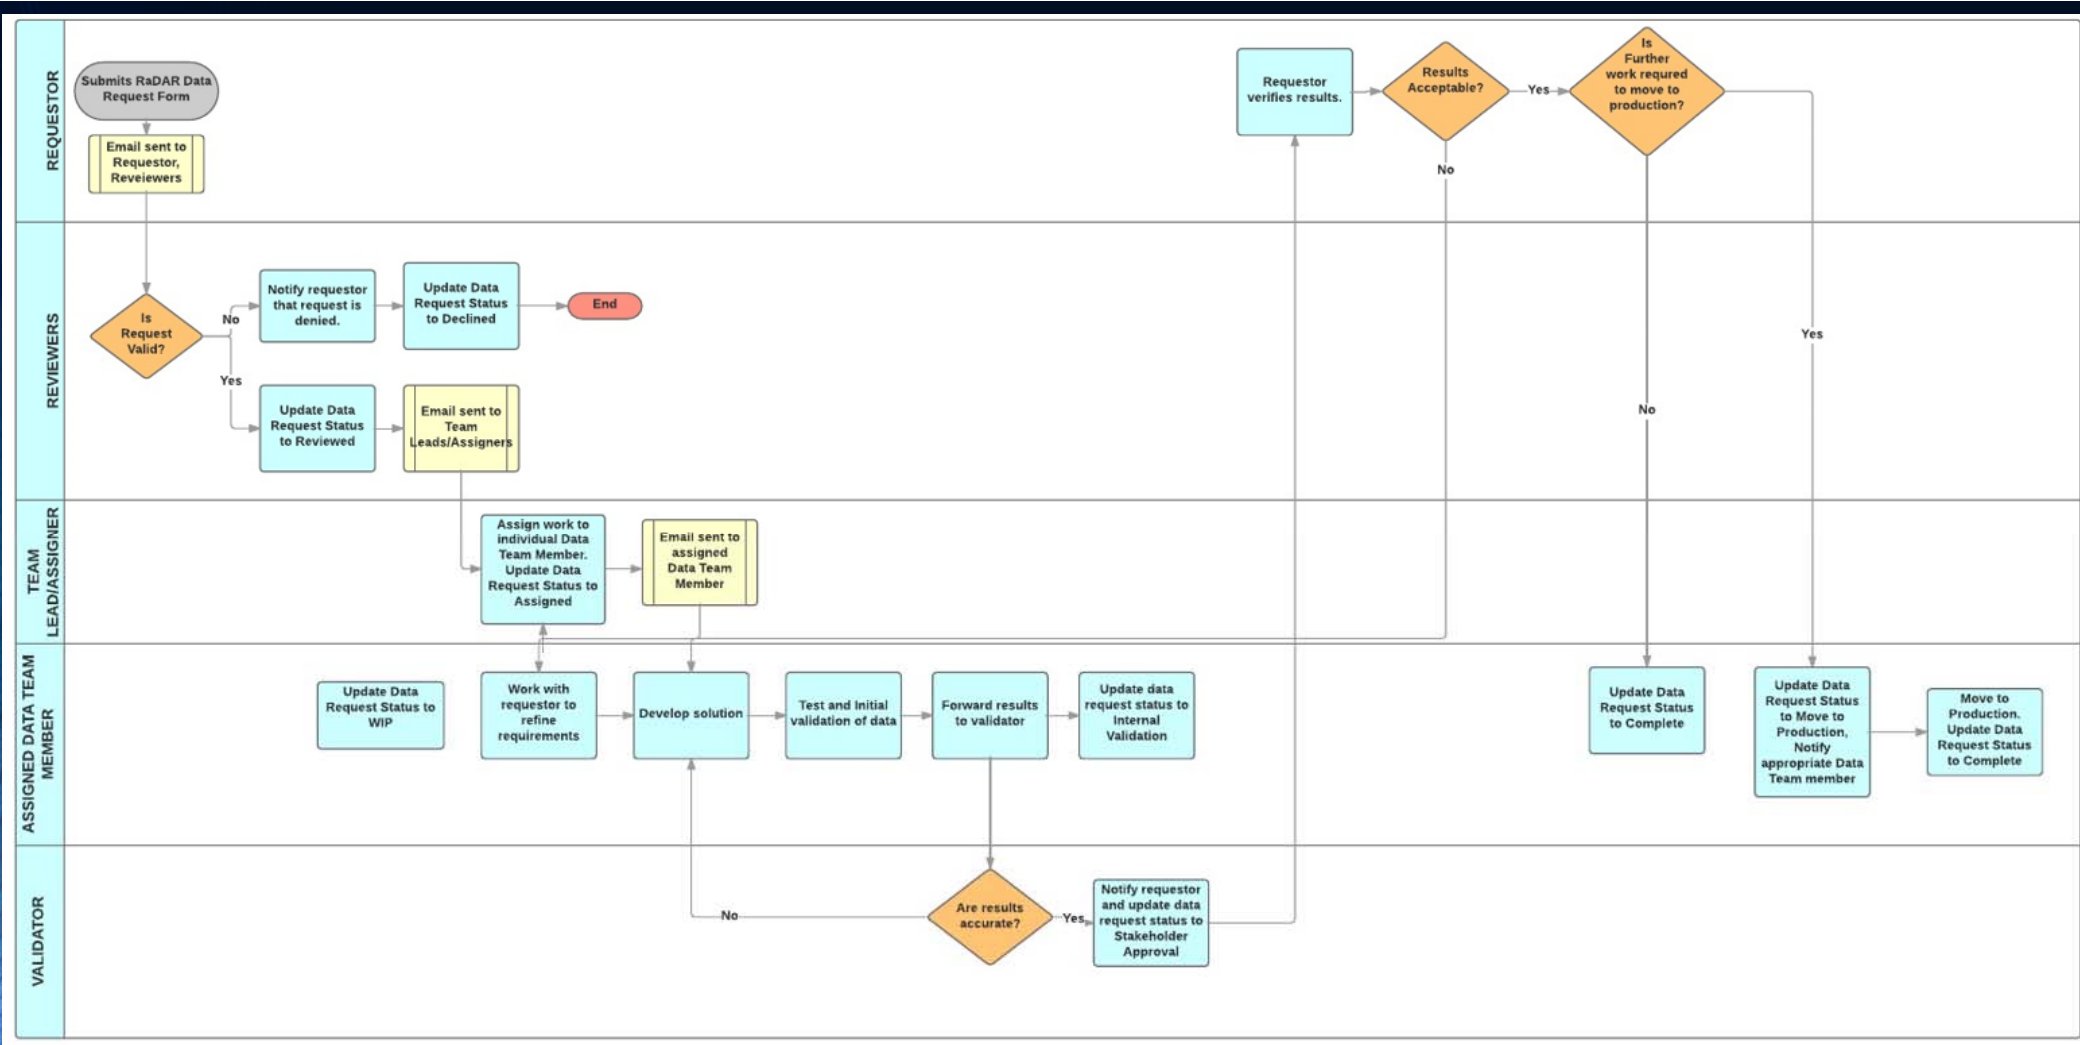 REQUESTOR
Submits RaDAR Data
Request Form
Email sent to
Requestor,
Reveiewers
Requestor
verifies results.
Results
Acceptable?
Yes
No
Is
Further
work requred
to move to
production?
Yes
No
REVIEWERS
Is
Request
Valid?
No
Notify requestor
that request is
denied.
Update Data
Request Status
to Declined
End
Yes
Update Data
Request Status
to Reviewed
Email sent to
Team
Leads/Assigners
TEAM
LEAD/ASSIGNER
Assign work to
individual Data
Team Member.
Update Data
Request Status to
Assigned
Email sent to
assigned
Data Team
Member
ASSIGNED DATA TEAM
MEMBER
Update Data
Request Status to
WIP
Work with
requestor to
refine
requirements
Develop solution
Test and Initial
validation of data
Forward results
to validator
Update data
request status to
Internal
Validation
Update Data
Request Status
to Complete
Update Data
Request Status
to Move to
Production,
Notify
appropriate Data
Team member
Move to
Production.
Update Data
Request Status
to Complete
VALIDATOR
No
Are results
accurate?
Yes
Notify requestor
and update data
request status to
Stakeholder
Approval